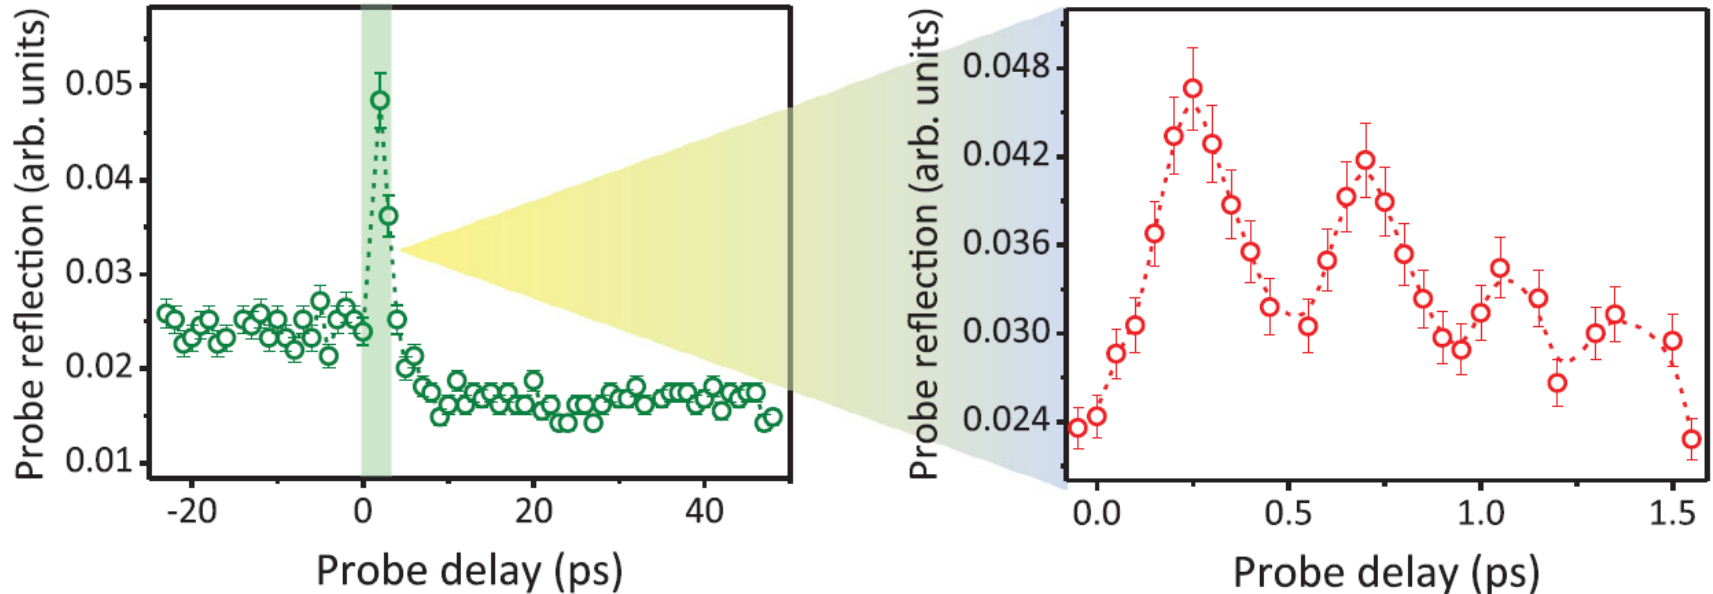 Probe reflection (arb. units)
0.05
0.04
0.03
0.02
0.01
-20 0 20 40
Probe delay (ps)
Probe reflection (arb. units)
0.048
0.042
0.036
0.030
0.024
0.0 0.5 1.0 1.5
Probe delay (ps)